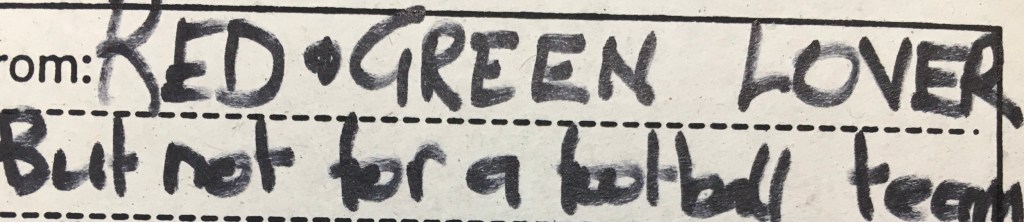 rom: RED • GREEN LOVER
But not for a football team